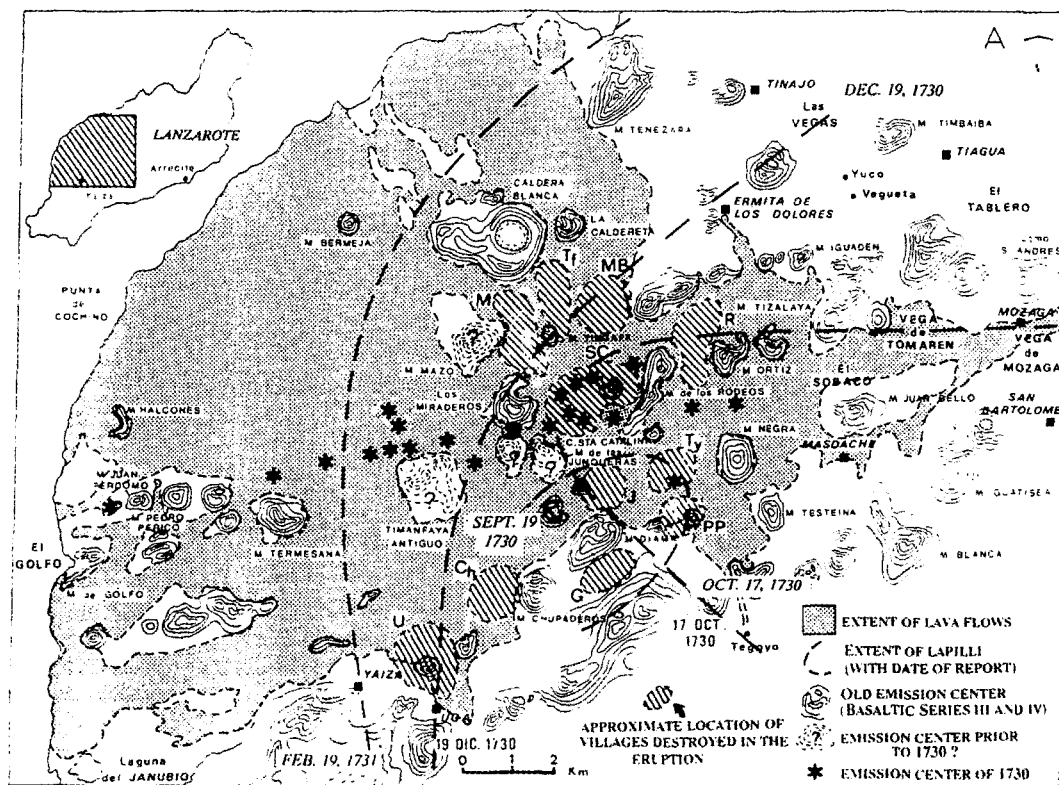 A
LANZAROTE
Arrecife
TINAJO
DEC. 19, 1730
Las
VEGAS
M TIMBAIBA
M TENEZARA
TIAGUA
Yuco
Vegueta
El
TABLERO
ERMITA DE
LOS DOLORES
S. ANDRES
CALDERA
BLANCA
LA
CALDERETA
M. BERMEJA
M IGUADEN
PUNTA
de
COCHINO
Tf
MB
M
M TIZALAYA
R
VEGA
de
TOMAREN
MOZAGA
VEGA
de
MOZAGA
M. TIMBARA
SC
M. MAZO
M ORTIZ
M. de los RODEOS
El
SOBACO
M. JUAN BELLO
SAN
BARTOLOME
Los
Miraderos
M HALCONES
C. STA CATALINA
M de las
JUNQUERAS
Ty
M NEGRA
MASDACHE
M. JUAN
PERDOMO
M. PEDRO
PERICO
?
?
?
TIMANFAYA
ANTIGUO
J
M GUATISEA
M TESTEINA
SEPT. 19
1730
PP
M DIAMA
El
GOLFO
M TERMESANA
M BLANCA
M de GOLFO
Ch
G
OCT. 17, 1730
M CHUPADEROS
17 OCT.
1730
Tegoyo
U
YAIZA
UGA
EXTENT OF LAVA FLOWS
EXTENT OF LAPILLI
(WITH DATE OF REPORT)
OLD EMISSION CENTER
(BASALTIC SERIES III AND IV)
? EMISSION CENTER PRIOR
TO 1730 ?
EMISSION CENTER OF 1730
APPROXIMATE LOCATION OF
VILLAGES DESTROYED IN THE
ERUPTION
19 DIC. 1730
FEB. 19, 1731
Laguna
del JANUBIO
0 1 2
Km